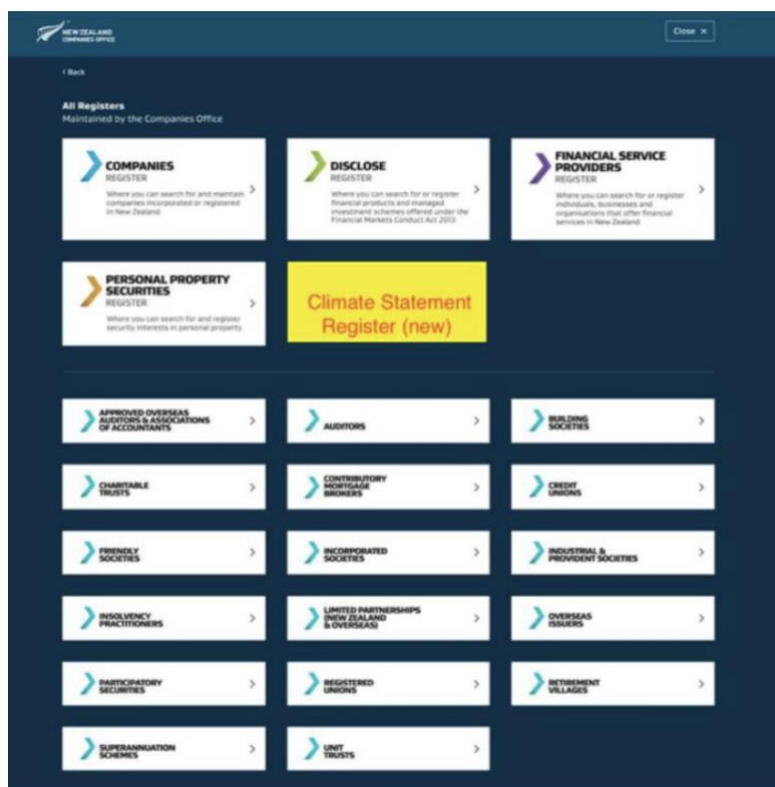 NEW ZEALAND
COMPANIES OFFICE
Close ×
‹ Back
All Registers
Maintained by the Companies Office
COMPANIES
REGISTER
Where you can search for and maintain
companies incorporated or registered
in New Zealand
DISCLOSE
REGISTER
Where you can search for or register
financial products and managed
investment schemes offered under the
Financial Markets Conduct Act 2013
FINANCIAL SERVICE
PROVIDERS
REGISTER
Where you can search for or register
individuals, businesses and
organisations that offer financial
services in New Zealand
PERSONAL PROPERTY
SECURITIES
REGISTER
Where you can search for and register
security interests in personal property
Climate Statement
Register (new)
APPROVED OVERSEAS
AUDITORS & ASSOCIATIONS
OF ACCOUNTANTS
AUDITORS
BUILDING
SOCIETIES
CHARITABLE
TRUSTS
CONTRIBUTORY
MORTGAGE
BROKERS
CREDIT
UNIONS
FRIENDLY
SOCIETIES
INCORPORATED
SOCIETIES
INDUSTRIAL &
PROVIDENT SOCIETIES
INSOLVENCY
PRACTITIONERS
LIMITED PARTNERSHIPS
(NEW ZEALAND
& OVERSEAS)
OVERSEAS
ISSUERS
PARTICIPATORY
SECURITIES
REGISTERED
UNIONS
RETIREMENT
VILLAGES
SUPERANNUATION
SCHEMES
UNIT
TRUSTS